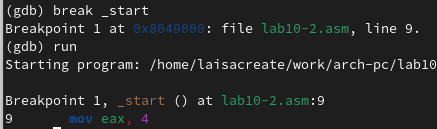 (gdb) break _start
Breakpoint 1 at 0x8049000: file lab10-2.asm, line 9.
(gdb) run
Starting program: /home/laisacreate/work/arch-pc/lab10
Breakpoint 1, _start () at lab10-2.asm:9
9 mov eax, 4